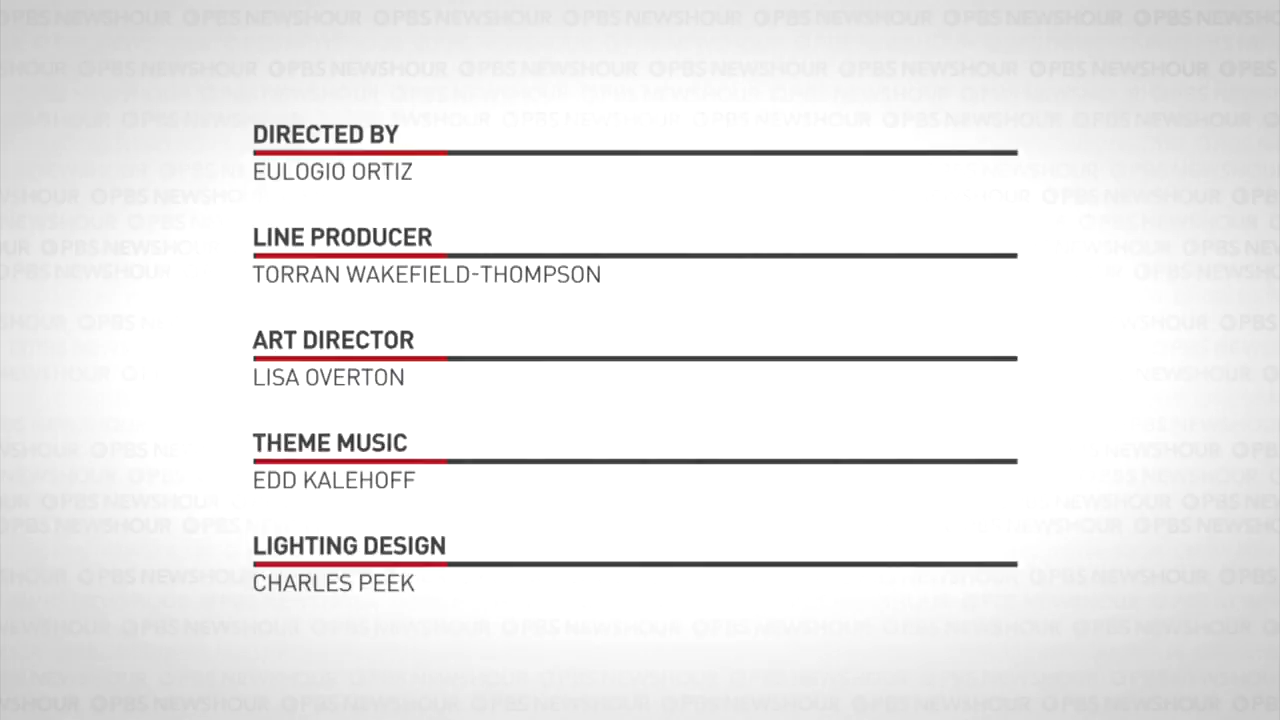 DIRECTED BY
EULOGIO ORTIZ
LINE PRODUCER
TORRAN WAKEFIELD-THOMPSON
ART DIRECTOR
LISA OVERTON
THEME MUSIC
EDD KALEHOFF
LIGHTING DESIGN
CHARLES PEEK